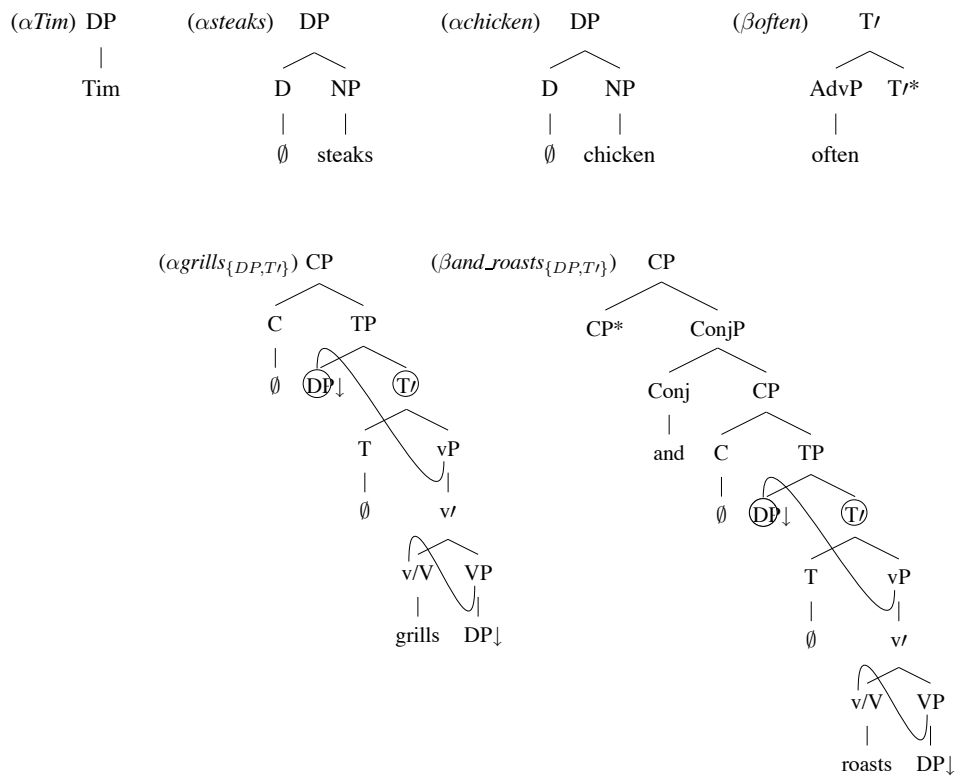 (αTim) DP (αsteaks) DP (αchicken) DP (βoften) T′
Tim D NP D NP AdvP T′*
∅ steaks ∅ chicken often
(αgrills{DP,T′}) CP (βand_roasts{DP,T′}) CP
C TP CP* ConjP
∅ DP↓ T′ Conj CP
T vP and C TP
∅ v′ ∅ DP↓ T′
v/V VP T vP
grills DP↓ ∅ v′
v/V VP
roasts DP↓